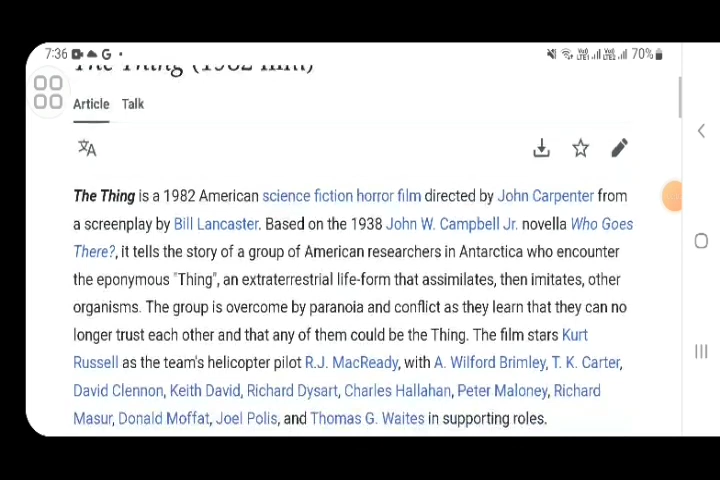 7:36 G 70%
The Thing (1982 film)
Article Talk
The Thing is a 1982 American science fiction horror film directed by John Carpenter from
a screenplay by Bill Lancaster. Based on the 1938 John W. Campbell Jr. novella Who Goes
There?, it tells the story of a group of American researchers in Antarctica who encounter
the eponymous "Thing", an extraterrestrial life-form that assimilates, then imitates, other
organisms. The group is overcome by paranoia and conflict as they learn that they can no
longer trust each other and that any of them could be the Thing. The film stars Kurt
Russell as the team's helicopter pilot R.J. MacReady, with A. Wilford Brimley, T. K. Carter,
David Clennon, Keith David, Richard Dysart, Charles Hallahan, Peter Maloney, Richard
Masur, Donald Moffat, Joel Polis, and Thomas G. Waites in supporting roles.